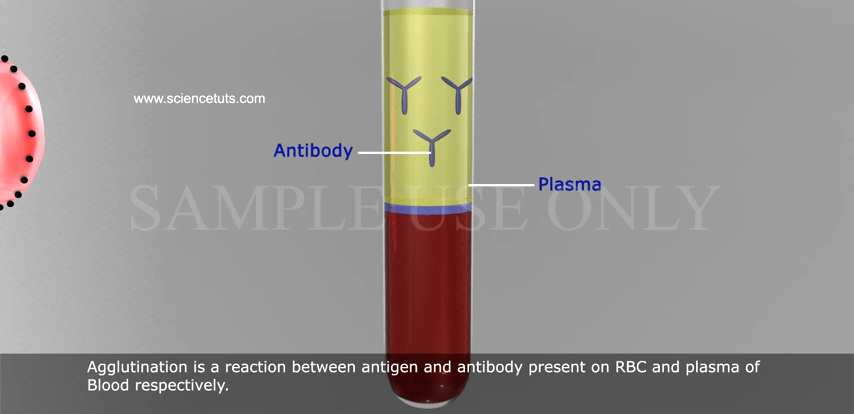 www.sciencetuts.com
Antibody
Plasma
SAMPLE USE ONLY
Agglutination is a reaction between antigen and antibody present on RBC and plasma of
Blood respectively.